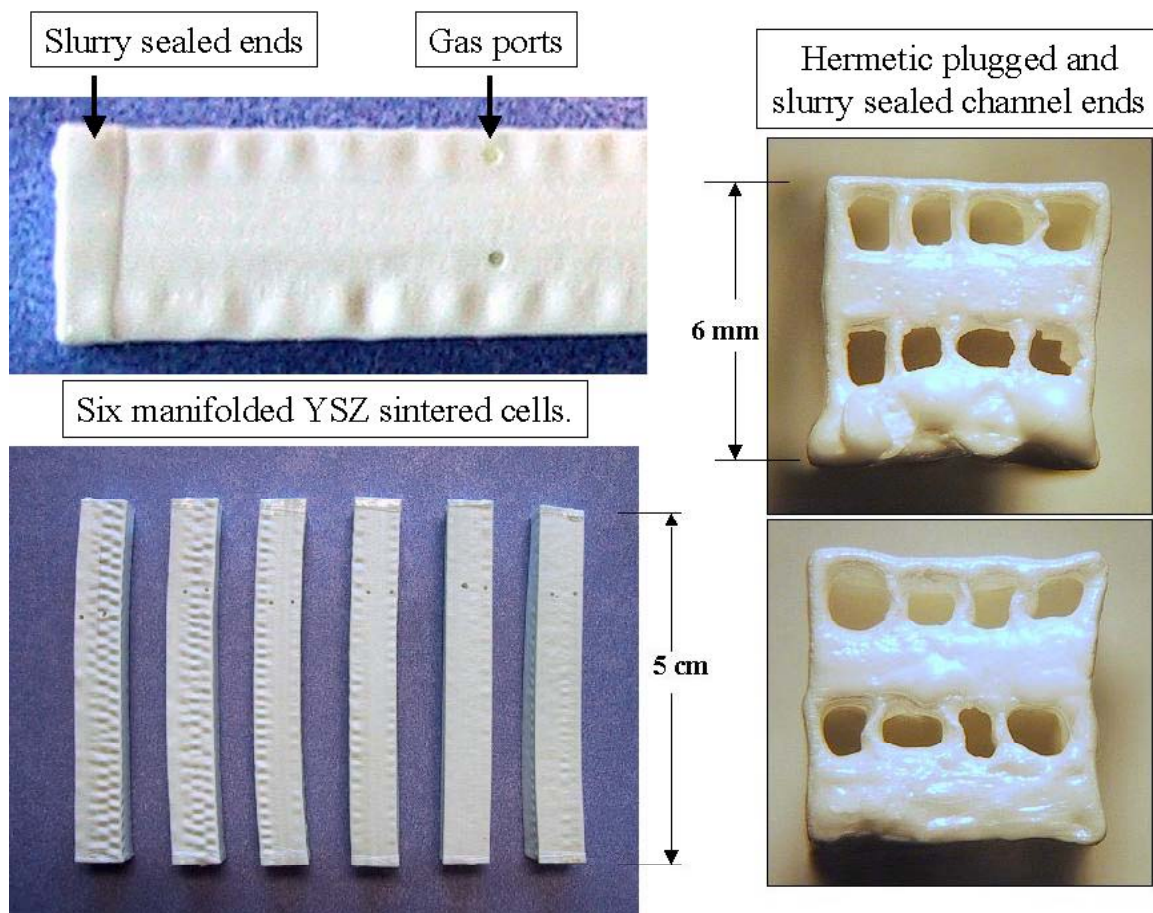 Slurry sealed ends
Gas ports
Hermetic plugged and
slurry sealed channel ends
6 mm
Six manifolded YSZ sintered cells.
5 cm